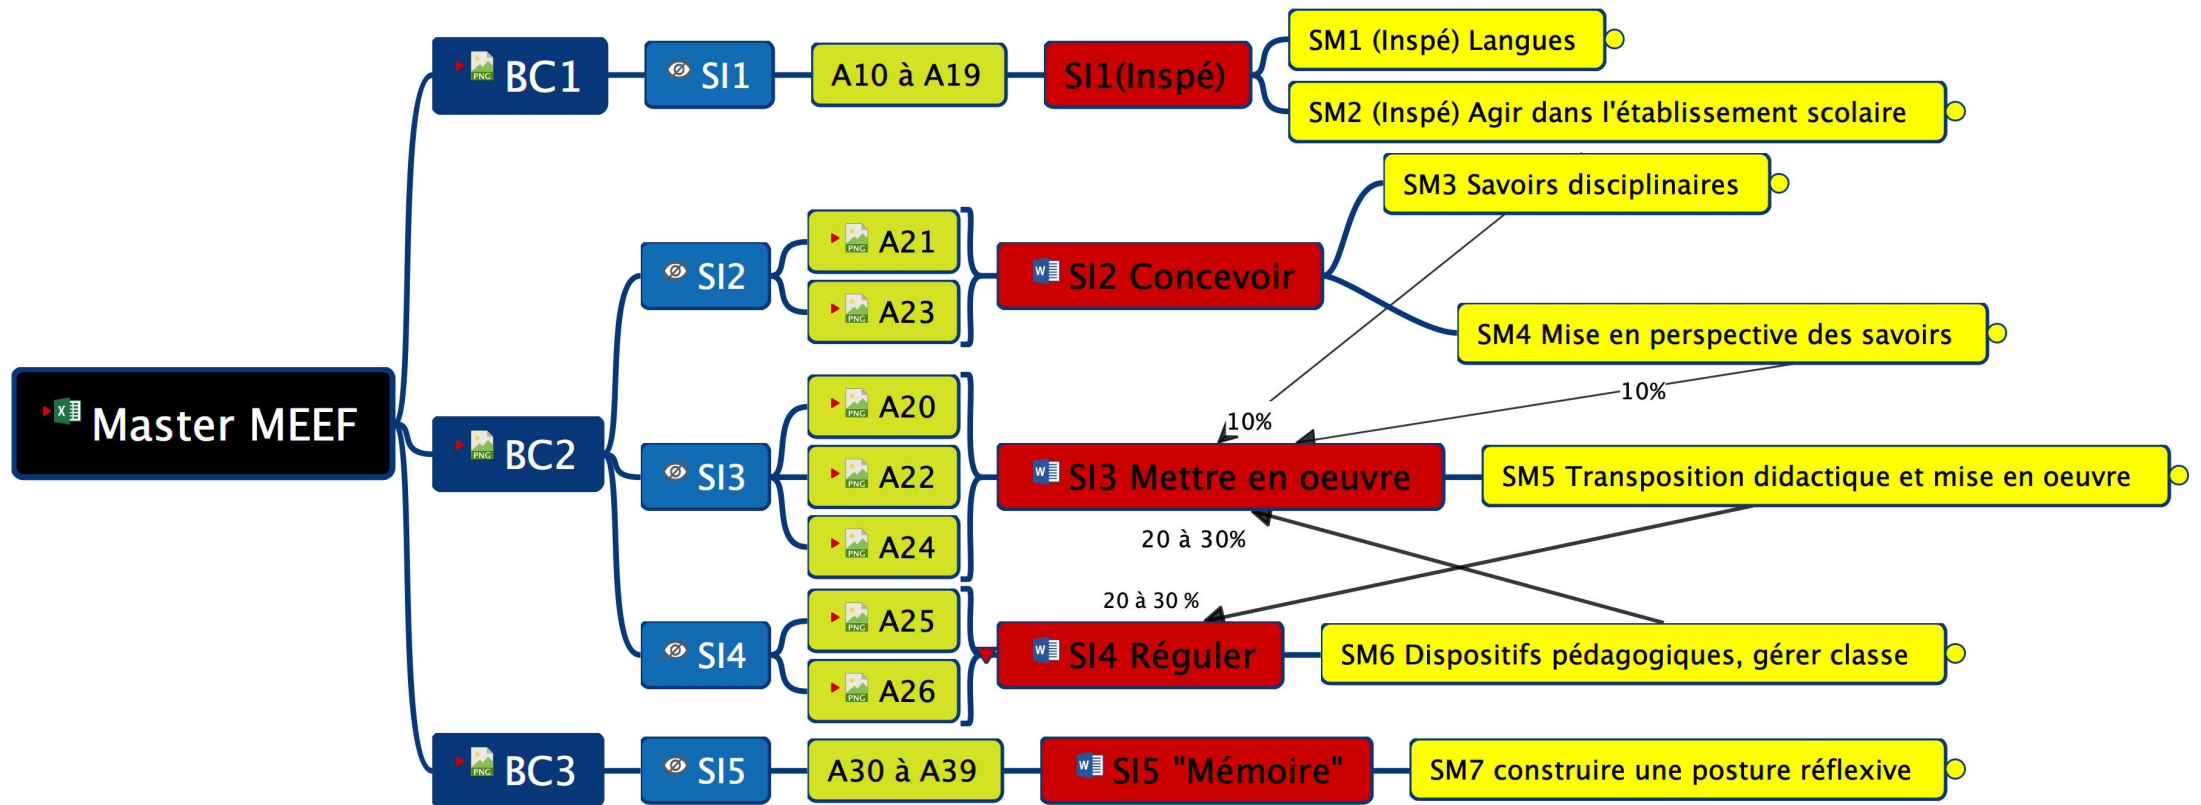 Master MEEF
BC1
SI1
A10 à A19
SI1(Inspé)
SM1 (Inspé) Langues
SM2 (Inspé) Agir dans l'établissement scolaire
BC2
SI2
A21
A23
SI2 Concevoir
SM3 Savoirs disciplinaires
SM4 Mise en perspective des savoirs
10%
10%
SI3
A20
A22
A24
SI3 Mettre en oeuvre
SM5 Transposition didactique et mise en oeuvre
20 à 30%
20 à 30 %
SI4
A25
A26
SI4 Réguler
SM6 Dispositifs pédagogiques, gérer classe
BC3
SI5
A30 à A39
SI5 "Mémoire"
SM7 construire une posture réflexive